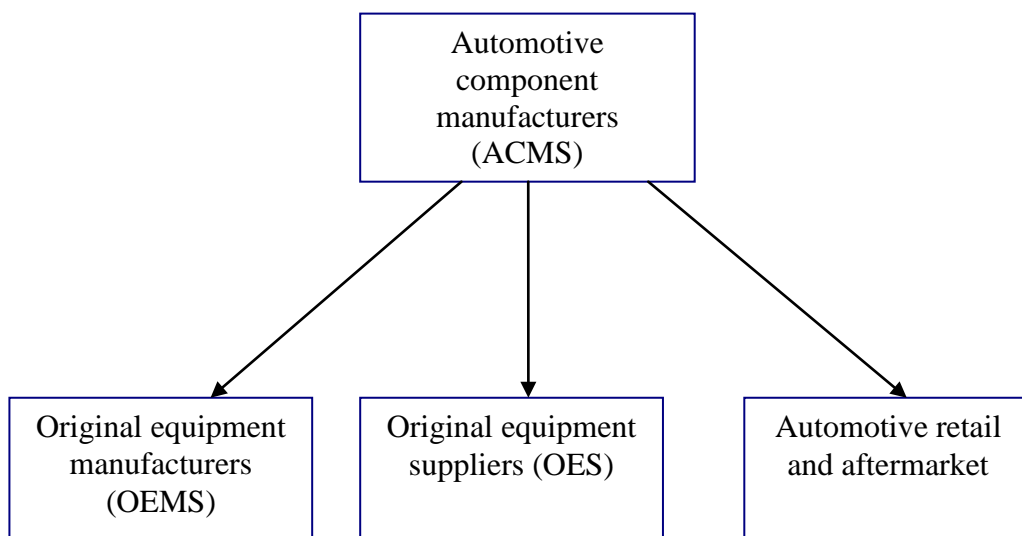 Automotive
component
manufacturers
(ACMS)
Original equipment
manufacturers
(OEMS)
Original equipment
suppliers (OES)
Automotive retail
and aftermarket